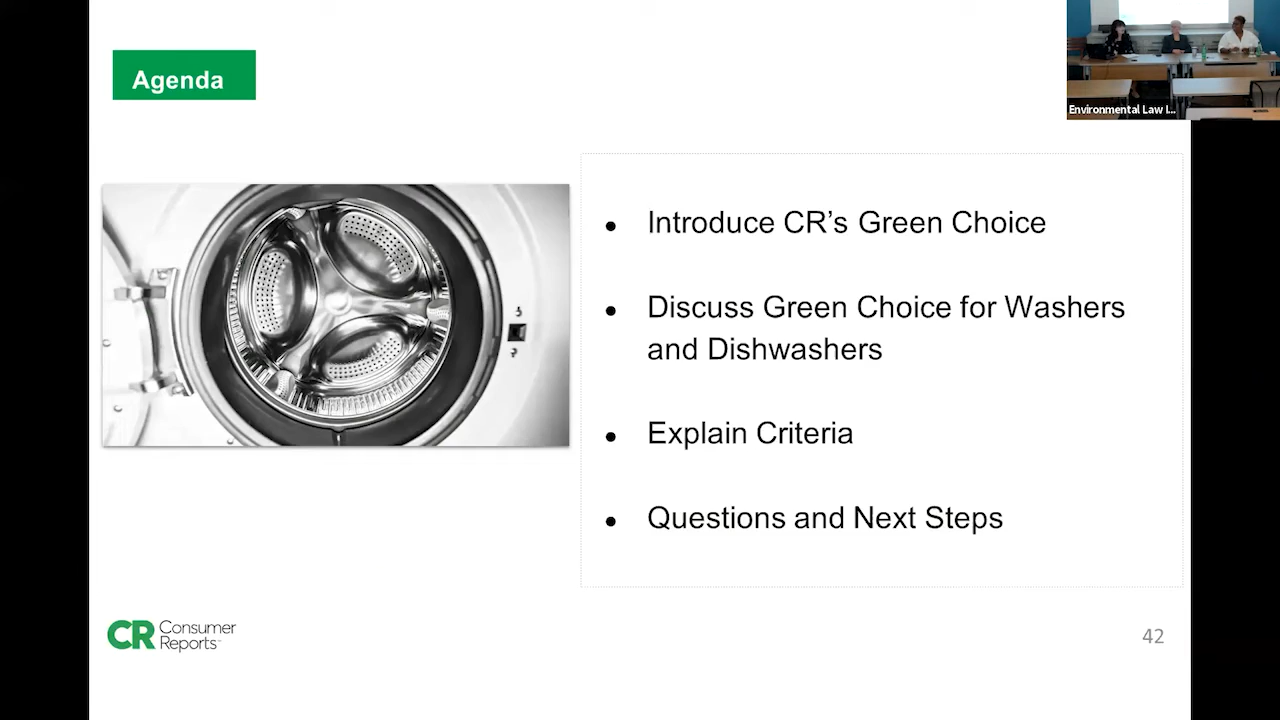 Agenda
Environmental Law I...
• Introduce CR’s Green Choice
• Discuss Green Choice for Washers
and Dishwashers
• Explain Criteria
• Questions and Next Steps
CR Consumer
Reports™
42